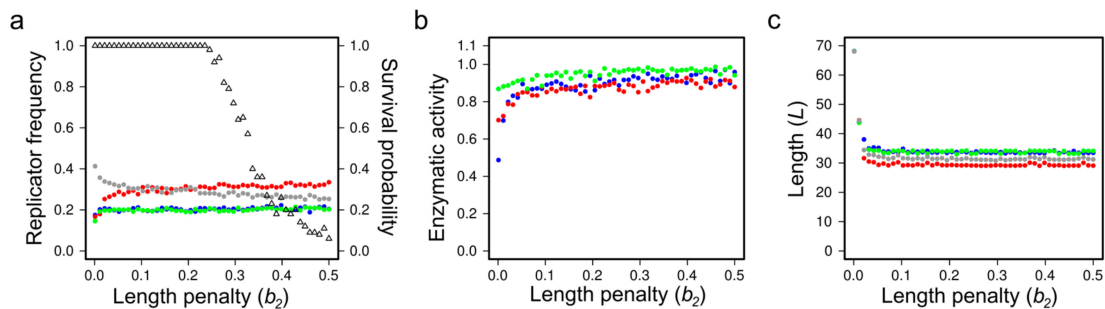 a
Replicator frequency
1.0
0.8
0.6
0.4
0.2
0.0
1.0
0.8
0.6
0.4
0.2
0.0
Survival probability
0.0 0.1 0.2 0.3 0.4 0.5
Length penalty (b2)
b
Enzymatic activity
1.1
1.0
0.8
0.6
0.4
0.2
0.0
0.0 0.1 0.2 0.3 0.4 0.5
Length penalty (b2)
c
Length (L)
70
60
50
40
30
20
10
0
0.0 0.1 0.2 0.3 0.4 0.5
Length penalty (b2)